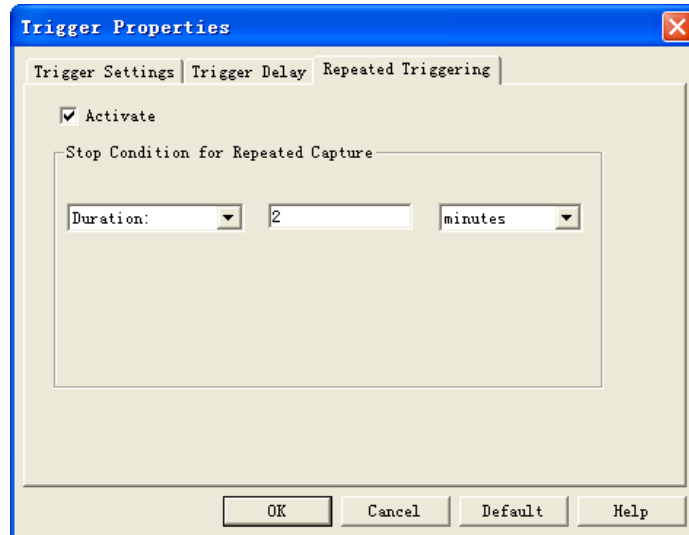 Trigger Properties
Trigger Settings Trigger Delay Repeated Triggering
Activate
Stop Condition for Repeated Capture
Duration: 2 minutes
OK Cancel Default Help